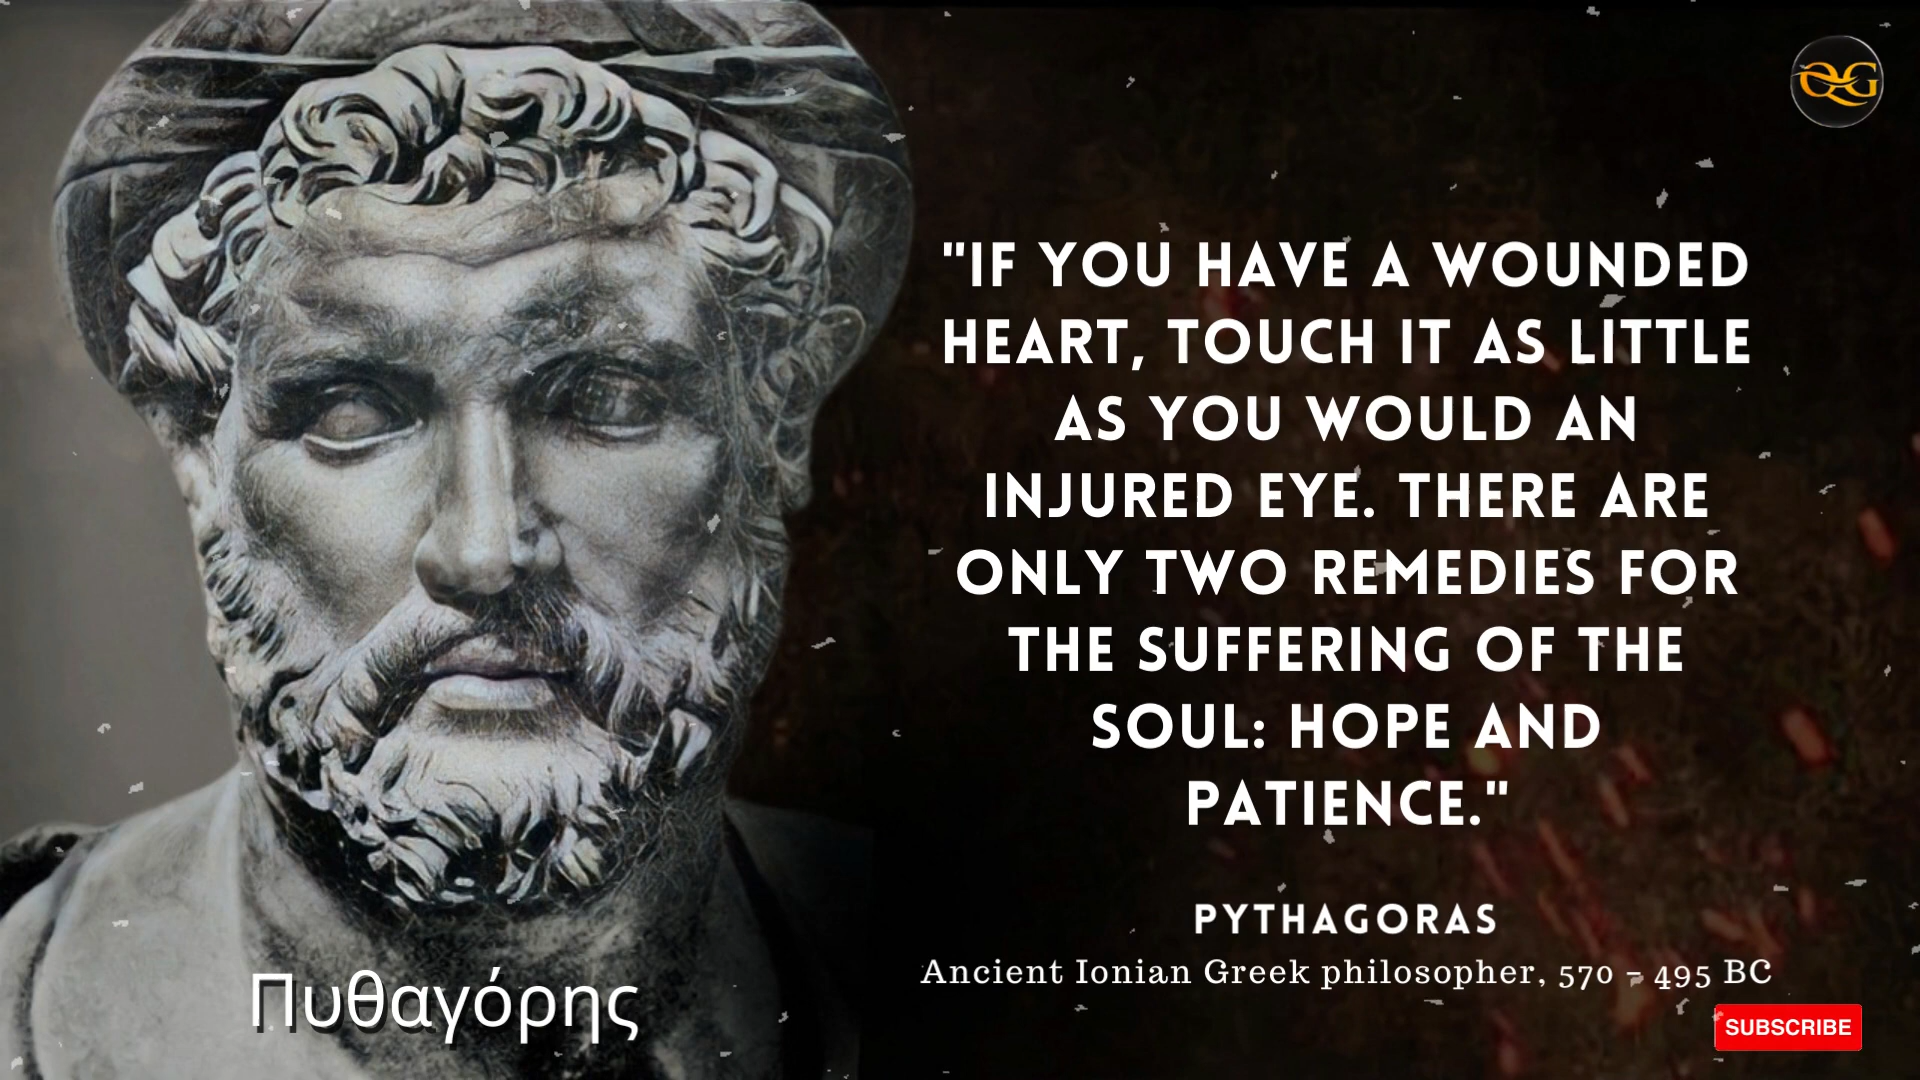 QG
"IF YOU HAVE A WOUNDED
HEART, TOUCH IT AS LITTLE
AS YOU WOULD AN
INJURED EYE. THERE ARE
ONLY TWO REMEDIES FOR
THE SUFFERING OF THE
SOUL: HOPE AND
PATIENCE."
PYTHAGORAS
Ancient Ionian Greek philosopher, 570 – 495 BC
Πυθαγόρης
SUBSCRIBE